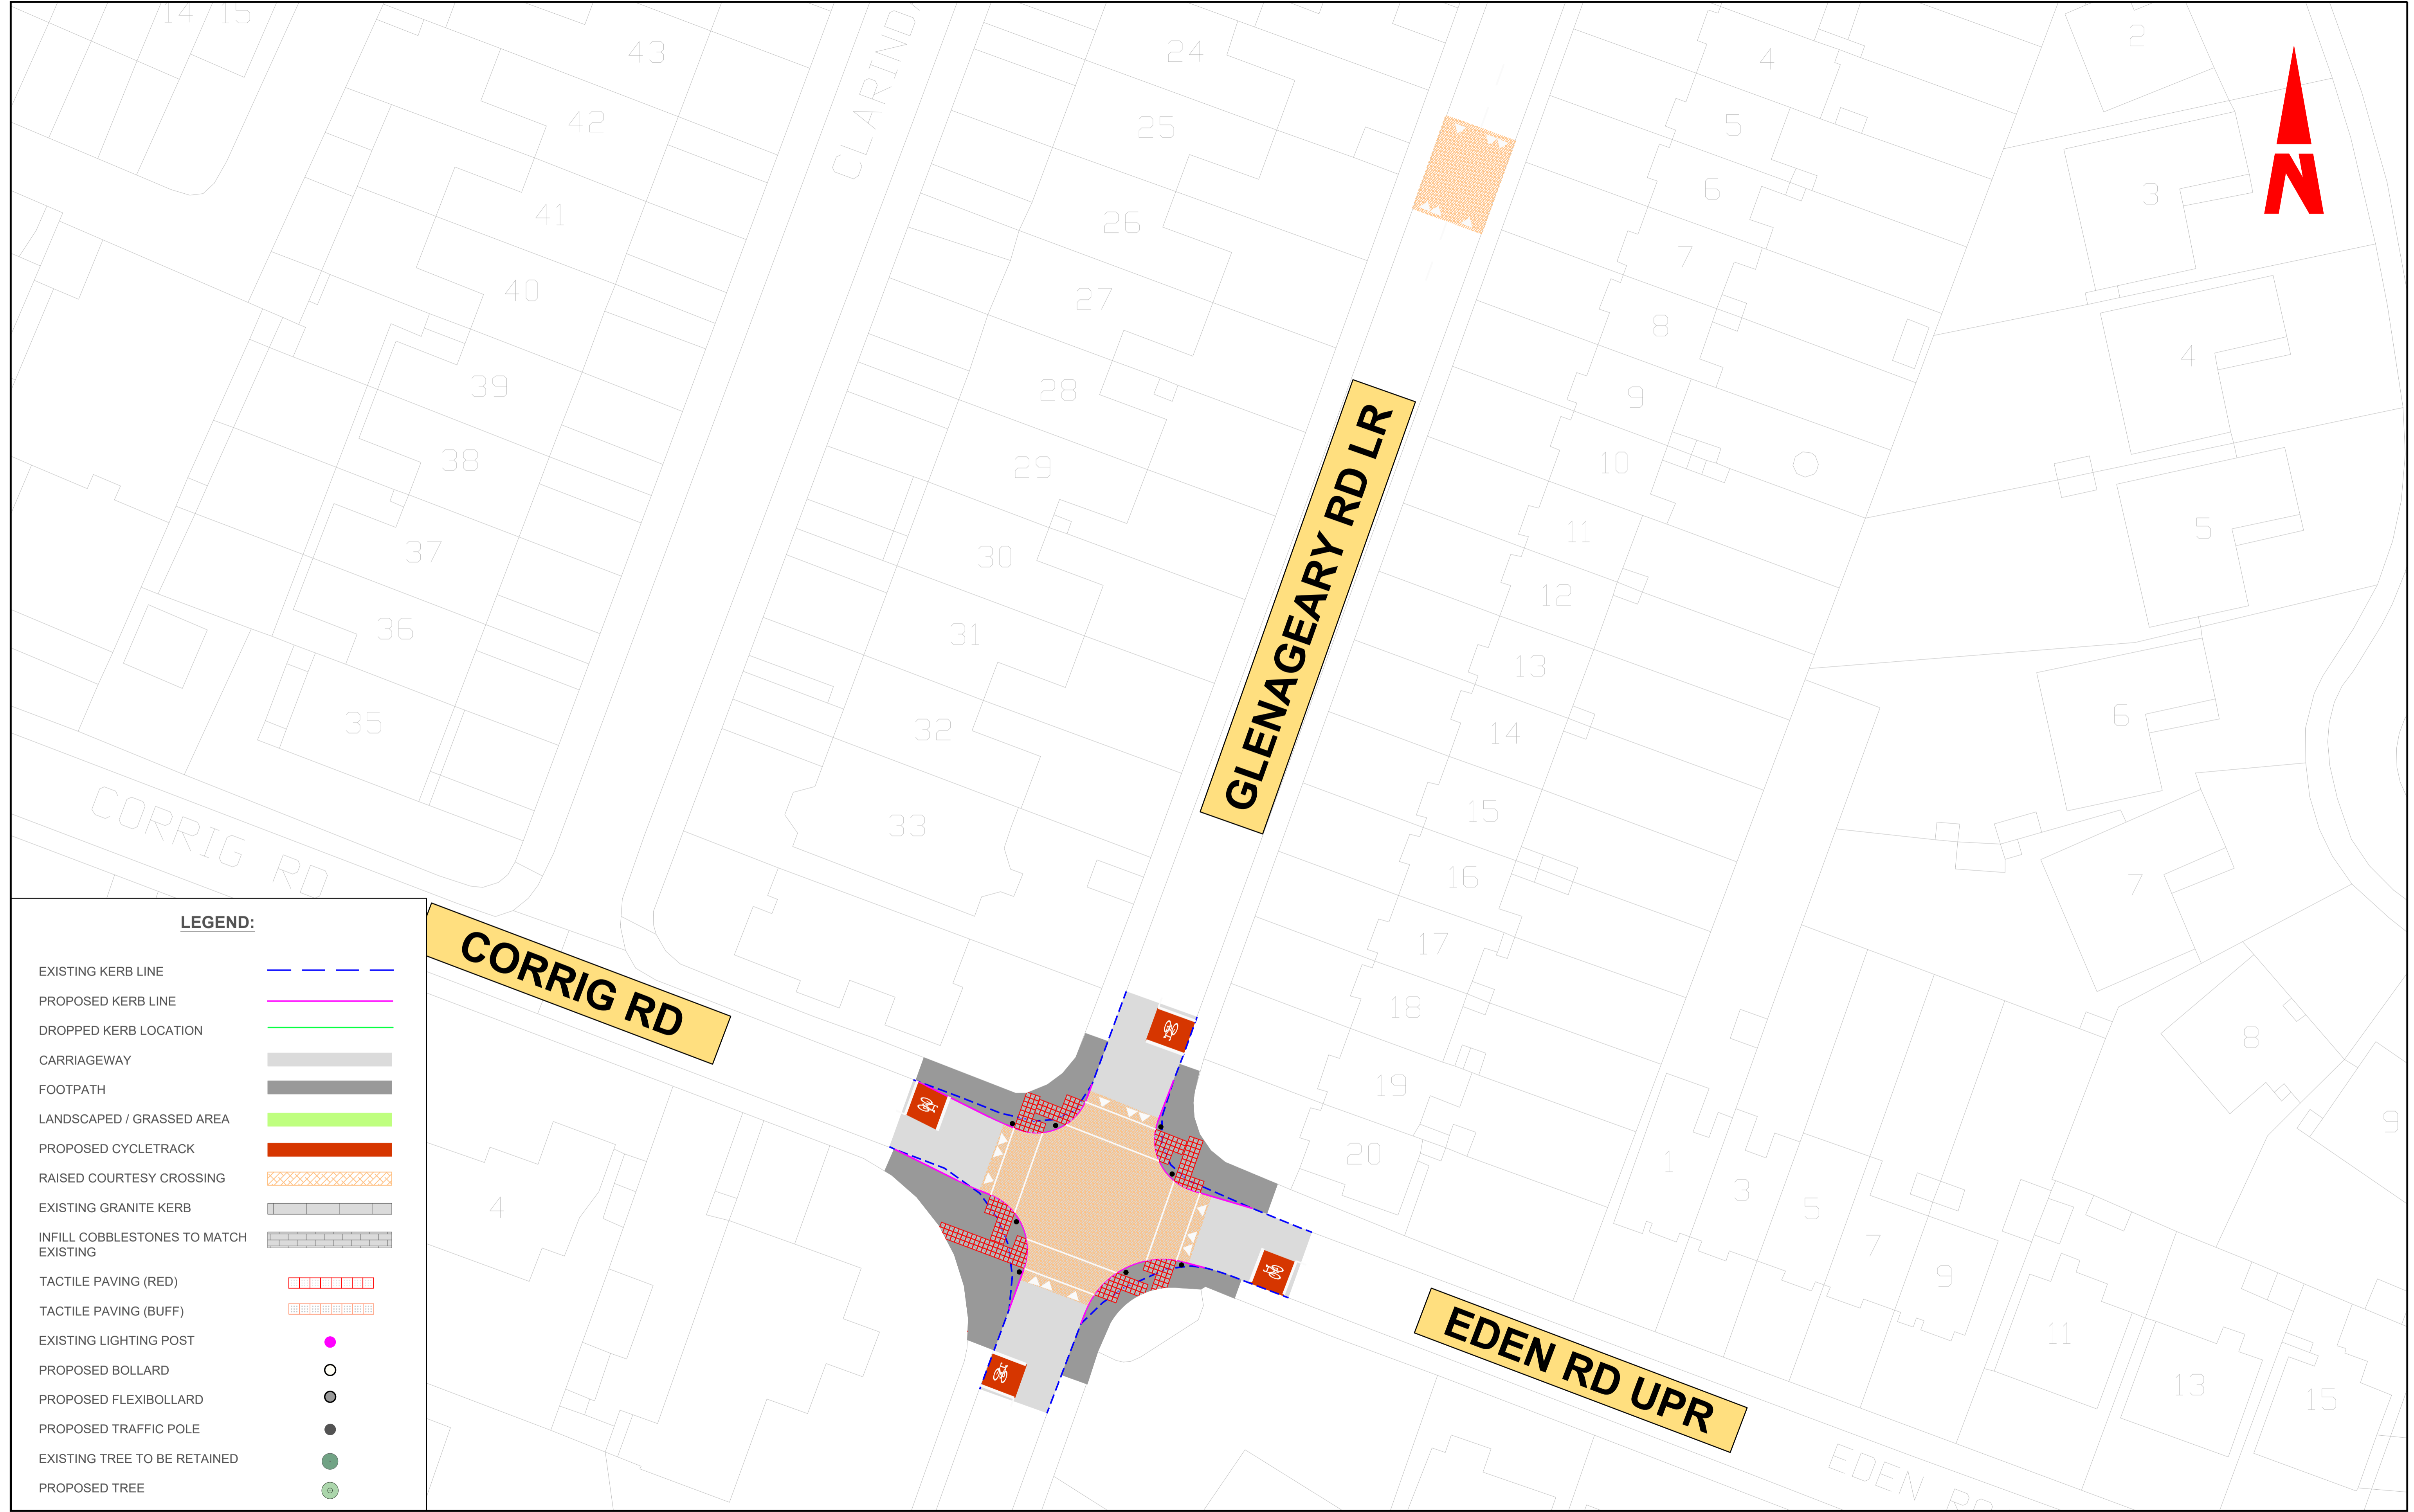 14 15
43
42
41
40
39
38
37
36
35
CLARIND
24
25
26
27
28
29
30
31
32
33
4
5
6
7
8
9
10
11
12
13
14
15
16
17
18
19
20
2
3
4
5
6
7
8
9
N
GLENAGEARY RD LR
CORRIG RD
CORRIG RD
EDEN RD UPR
EDEN
4
1
3
5
7
9
11
13
15
LEGEND:
EXISTING KERB LINE
PROPOSED KERB LINE
DROPPED KERB LOCATION
CARRIAGEWAY
FOOTPATH
LANDSCAPED / GRASSED AREA
PROPOSED CYCLETRACK
RAISED COURTESY CROSSING
EXISTING GRANITE KERB
INFILL COBBLESTONES TO MATCH
EXISTING
TACTILE PAVING (RED)
TACTILE PAVING (BUFF)
EXISTING LIGHTING POST
PROPOSED BOLLARD
PROPOSED FLEXIBOLLARD
PROPOSED TRAFFIC POLE
EXISTING TREE TO BE RETAINED
PROPOSED TREE